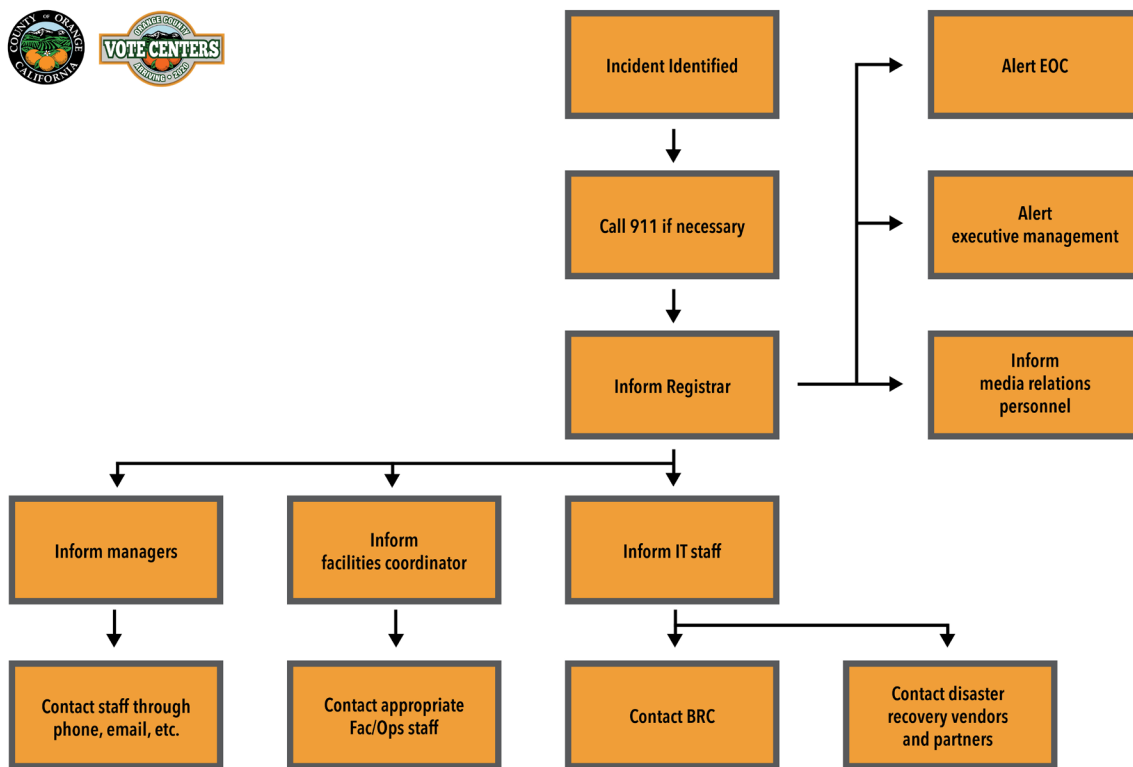 COUNTY OF ORANGE
CALIFORNIA
ORANGE COUNTY
VOTE CENTERS
ARRIVING • 2020
Incident Identified
Alert EOC
Call 911 if necessary
Alert
executive management
Inform Registrar
Inform
media relations
personnel
Inform managers
Inform
facilities coordinator
Inform IT staff
Contact staff through
phone, email, etc.
Contact appropriate
Fac/Ops staff
Contact BRC
Contact disaster
recovery vendors
and partners